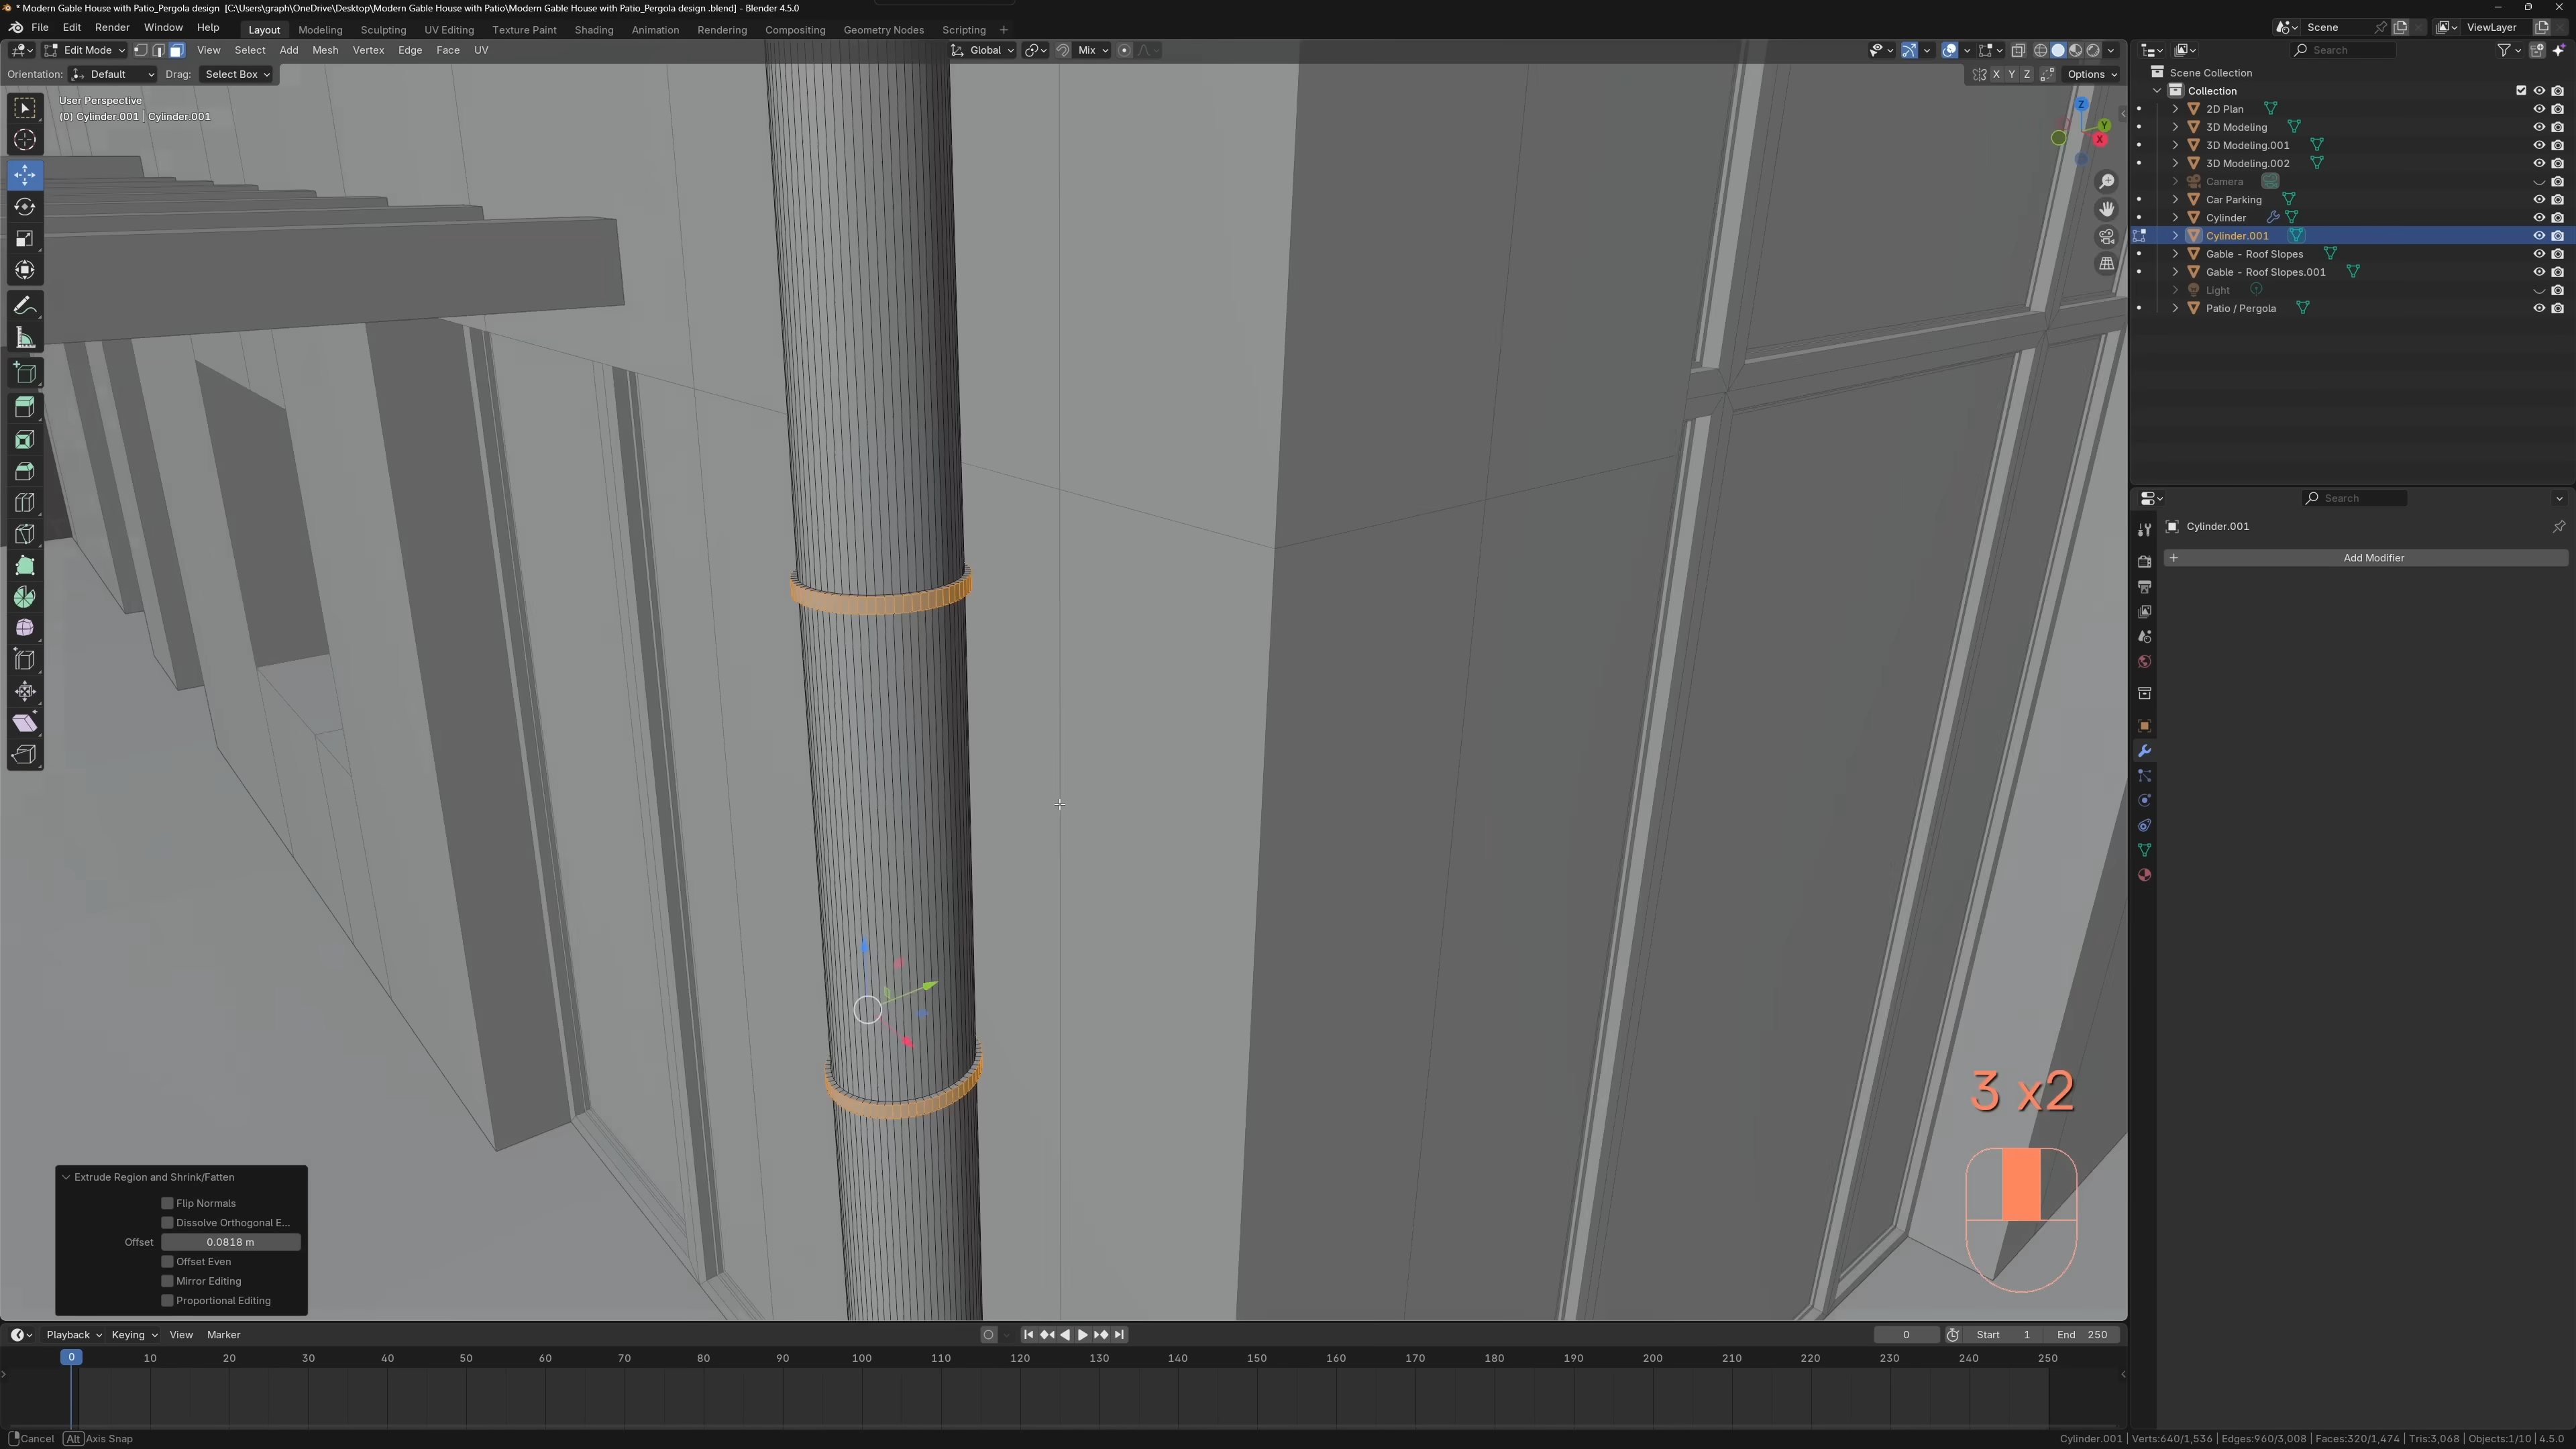 * Modern Gable House with Patio_Pergola design  [C:\Users\graph\OneDrive\Desktop\Modern Gable House with Patio\Modern Gable House with Patio_Pergola design .blend] - Blender 4.5.0
File Edit Render Window Help Layout Modeling Sculpting UV Editing Texture Paint Shading Animation Rendering Compositing Geometry Nodes Scripting + Scene ViewLayer
Edit Mode View Select Add Mesh Vertex Edge Face UV Global Mix Search
Orientation: Default Drag: Select Box X Y Z Options
Scene Collection
Collection
User Perspective
(0) Cylinder.001 | Cylinder.001
Z
Y
X
2D Plan
3D Modeling
3D Modeling.001
3D Modeling.002
Camera
Car Parking
Cylinder
Cylinder.001
Gable - Roof Slopes
Gable - Roof Slopes.001
Light
Patio / Pergola
Search
Cylinder.001
+ Add Modifier
3 x2
Extrude Region and Shrink/Fatten
Flip Normals
Dissolve Orthogonal E...
Offset 0.0818 m
Offset Even
Mirror Editing
Proportional Editing
Playback Keying View Marker 0 Start 1 End 250
0 10 20 30 40 50 60 70 80 90 100 110 120 130 140 150 160 170 180 190 200 210 220 230 240 250
Cancel Alt Axis Snap Cylinder.001 | Verts:640/1,536 | Edges:960/3,008 | Faces:320/1,474 | Tris:3,068 | Objects:1/10 | 4.5.0